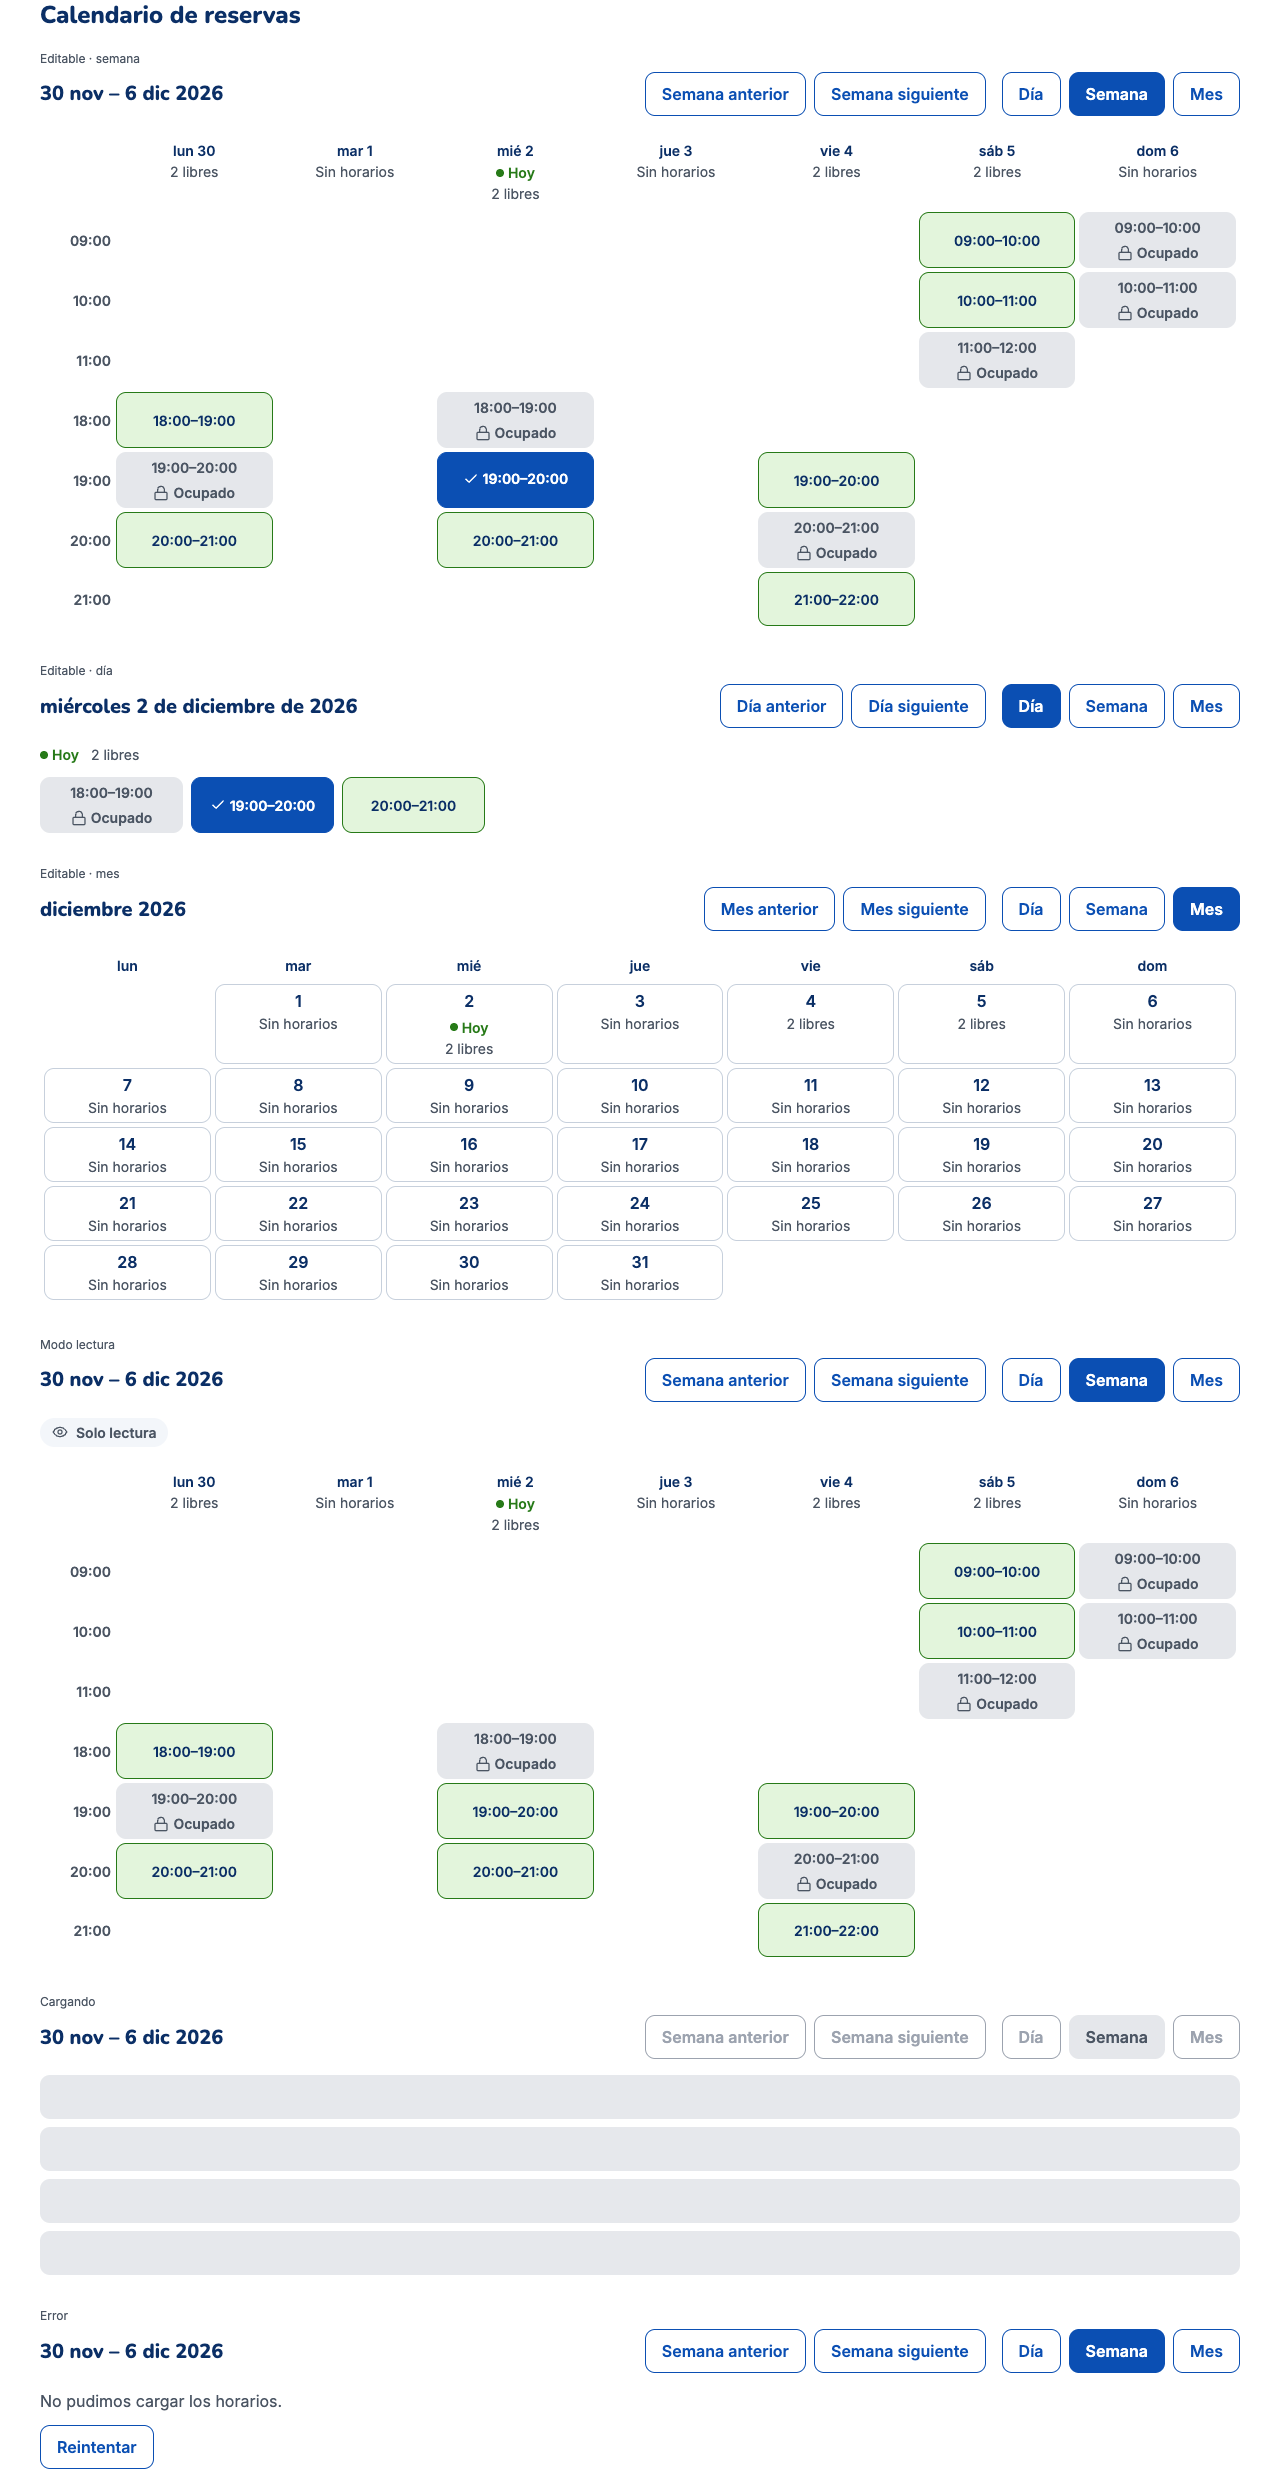 Calendario de reservas
Editable · semana
30 nov – 6 dic 2026 Semana anterior Semana siguiente Día Semana Mes
lun 30 mar 1 mié 2 jue 3 vie 4 sáb 5 dom 6
2 libres Sin horarios Hoy Sin horarios 2 libres 2 libres Sin horarios
2 libres
09:00 09:00–10:00 09:00–10:00
Ocupado
10:00 10:00–11:00 10:00–11:00
Ocupado
11:00 11:00–12:00
Ocupado
18:00 18:00–19:00 18:00–19:00
Ocupado
19:00 19:00–20:00 19:00–20:00 19:00–20:00
Ocupado
20:00 20:00–21:00 20:00–21:00 20:00–21:00
Ocupado
21:00 21:00–22:00
Editable · día
miércoles 2 de diciembre de 2026 Día anterior Día siguiente Día Semana Mes
Hoy 2 libres
18:00–19:00 19:00–20:00 20:00–21:00
Ocupado
Editable · mes
diciembre 2026 Mes anterior Mes siguiente Día Semana Mes
lun mar mié jue vie sáb dom
1 2 3 4 5 6
Sin horarios Hoy Sin horarios 2 libres 2 libres Sin horarios
2 libres
7 8 9 10 11 12 13
Sin horarios Sin horarios Sin horarios Sin horarios Sin horarios Sin horarios Sin horarios
14 15 16 17 18 19 20
Sin horarios Sin horarios Sin horarios Sin horarios Sin horarios Sin horarios Sin horarios
21 22 23 24 25 26 27
Sin horarios Sin horarios Sin horarios Sin horarios Sin horarios Sin horarios Sin horarios
28 29 30 31
Sin horarios Sin horarios Sin horarios Sin horarios
Modo lectura
30 nov – 6 dic 2026 Semana anterior Semana siguiente Día Semana Mes
Solo lectura
lun 30 mar 1 mié 2 jue 3 vie 4 sáb 5 dom 6
2 libres Sin horarios Hoy Sin horarios 2 libres 2 libres Sin horarios
2 libres
09:00 09:00–10:00 09:00–10:00
Ocupado
10:00 10:00–11:00 10:00–11:00
Ocupado
11:00 11:00–12:00
Ocupado
18:00 18:00–19:00 18:00–19:00
Ocupado
19:00 19:00–20:00 19:00–20:00 19:00–20:00
Ocupado
20:00 20:00–21:00 20:00–21:00 20:00–21:00
Ocupado
21:00 21:00–22:00
Cargando
30 nov – 6 dic 2026 Semana anterior Semana siguiente Día Semana Mes
Error
30 nov – 6 dic 2026 Semana anterior Semana siguiente Día Semana Mes
No pudimos cargar los horarios.
Reintentar